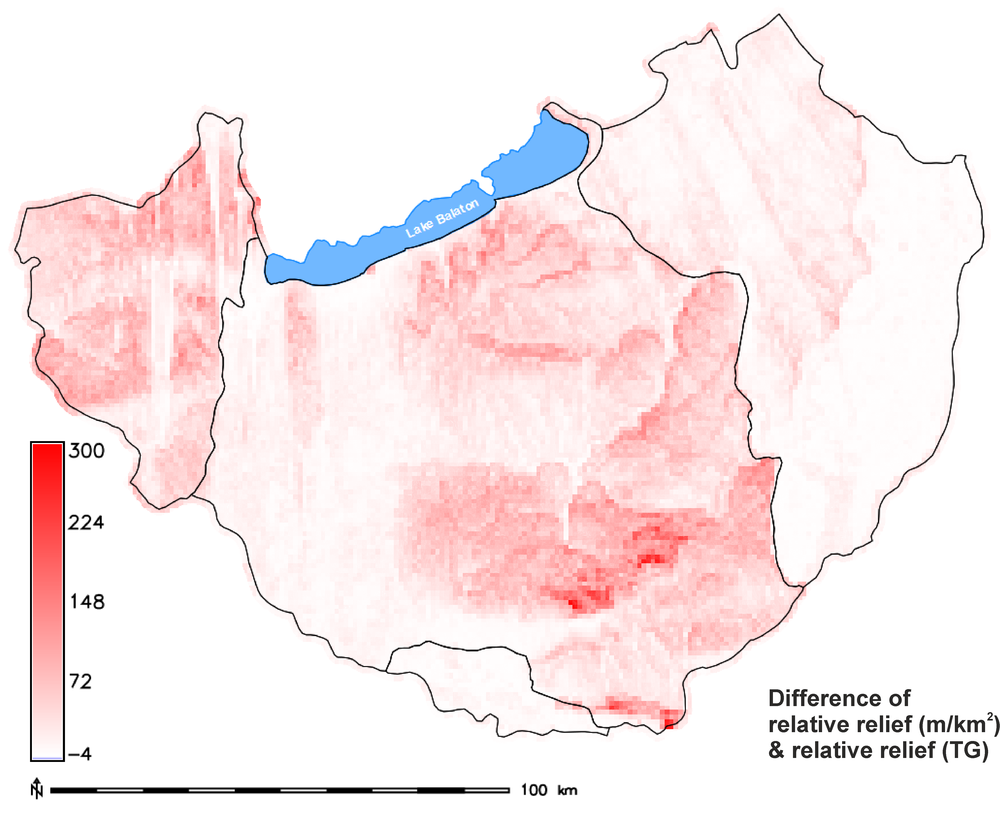 Lake Balaton
300
224
148
72
−4
Difference of
relative relief (m/km²)
& relative relief (TG)
N
100 km